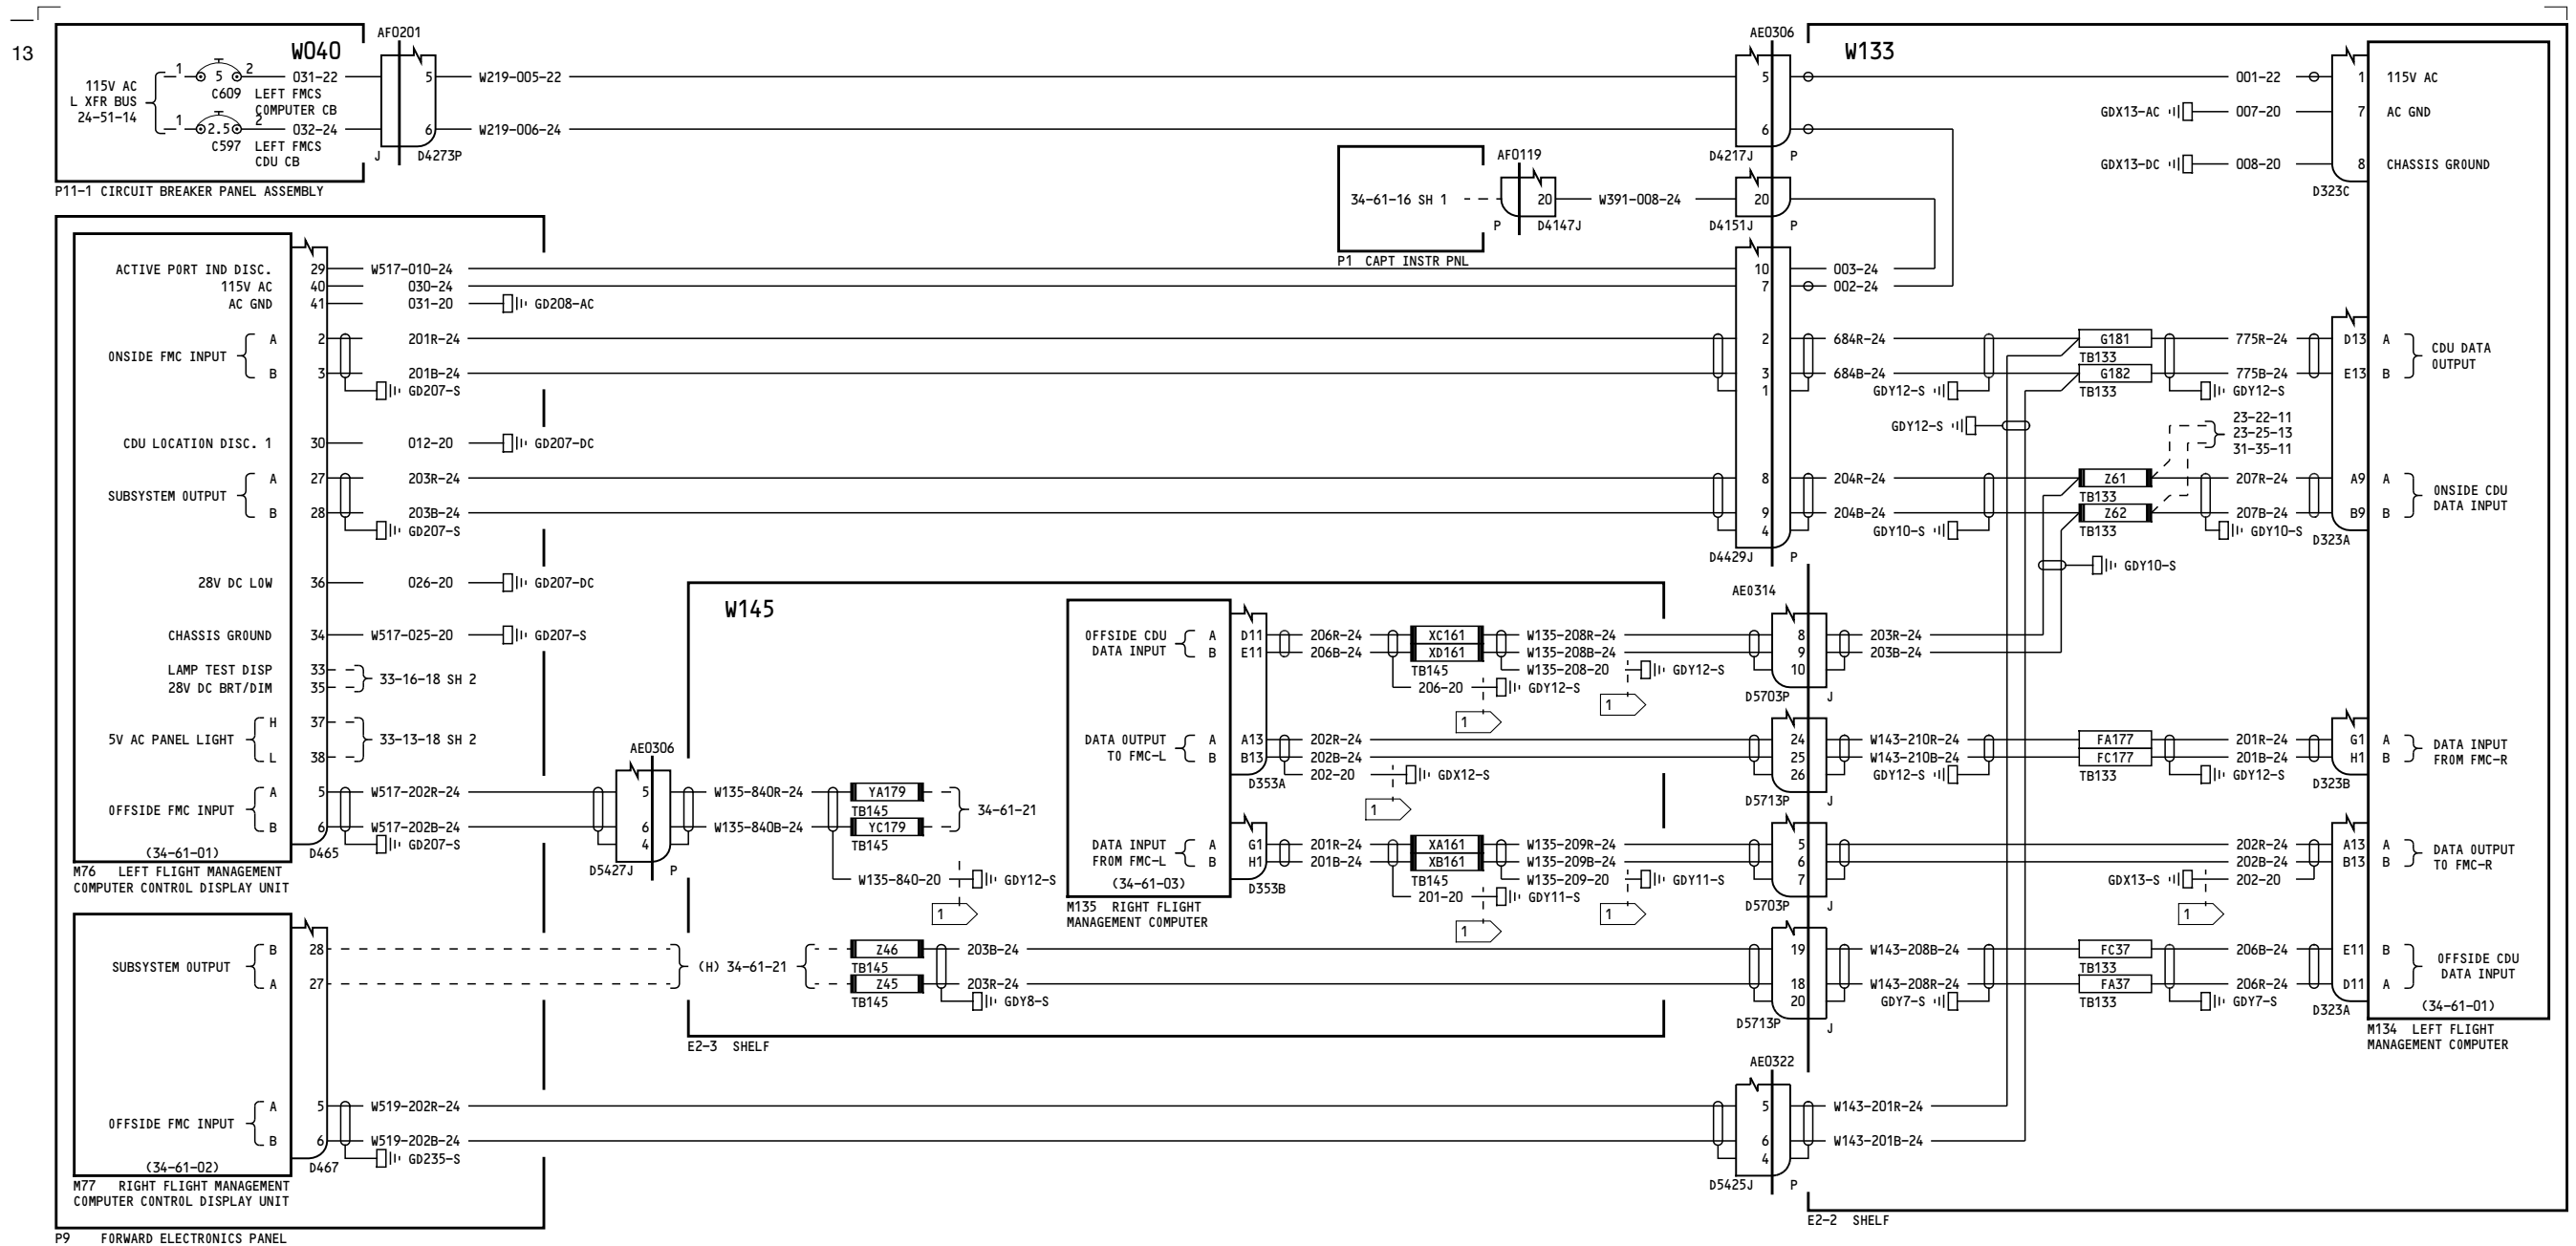 13
W040
115V AC
L XFR BUS
24-51-14
1 5 2 031-22
C609 LEFT FMCS
COMPUTER CB
1 2.5 2 032-24
C597 LEFT FMCS
CDU CB
P11-1 CIRCUIT BREAKER PANEL ASSEMBLY
AF0201
5 W219-005-22
6 W219-006-24
J D4273P
AE0306
5
6
D4217J P
W133
001-22 1 115V AC
GDX13-AC 007-20 7 AC GND
GDX13-DC 008-20 8 CHASSIS GROUND
D323C
34-61-16 SH 1
P1 CAPT INSTR PNL
AF0119
20 W391-008-24 20
P D4147J D4151J P
ACTIVE PORT IND DISC. 29 W517-010-24 10 003-24
115V AC 40 030-24 7 002-24
AC GND 41 031-20 GD208-AC
ONSIDE FMC INPUT
A 2 201R-24 2 684R-24 G181 775R-24 D13 A
TB133
CDU DATA
OUTPUT
B 3 201B-24 3 684B-24 G182 775B-24 E13 B
GD207-S 1 GDY12-S TB133 GDY12-S
GDY12-S
23-22-11
23-25-13
31-35-11
CDU LOCATION DISC. 1 30 012-20 GD207-DC
SUBSYSTEM OUTPUT
A 27 203R-24 8 204R-24 Z61 207R-24 A9 A
TB133
ONSIDE CDU
DATA INPUT
B 28 203B-24 9 204B-24 Z62 207B-24 B9 B
GD207-S 4 GDY10-S TB133 GDY10-S D323A
D4429J P
GDY10-S
28V DC LOW 36 026-20 GD207-DC
CHASSIS GROUND 34 W517-025-20 GD207-S
LAMP TEST DISP 33
28V DC BRT/DIM 35
33-16-18 SH 2
5V AC PANEL LIGHT
H 37
L 38
33-13-18 SH 2
OFFSIDE FMC INPUT
A 5 W517-202R-24
B 6 W517-202B-24
GD207-S
(34-61-01) D465
M76 LEFT FLIGHT MANAGEMENT
COMPUTER CONTROL DISPLAY UNIT
AE0306
5 W135-840R-24 YA179
TB145
34-61-21
6 W135-840B-24 YC179
4 TB145
D5427J P
W135-840-20 GDY12-S
1
W145
OFFSIDE CDU
DATA INPUT
A D11 206R-24 XC161 W135-208R-24
B E11 206B-24 XD161 W135-208B-24
TB145 W135-208-20 GDY12-S
206-20 GDY12-S
1
1
AE0314
8 203R-24
9 203B-24
10
D5703P J
DATA OUTPUT
TO FMC-L
A A13 202R-24
B B13 202B-24
202-20 GDX12-S
D353A
1
24 W143-210R-24 FA177 201R-24 G1 A
25 W143-210B-24 FC177 201B-24 H1 B
26 GDY12-S TB133 GDY12-S
D5713P J D323B
DATA INPUT
FROM FMC-R
DATA INPUT
FROM FMC-L
A G1 201R-24 XA161 W135-209R-24
B H1 201B-24 XB161 W135-209B-24
TB145 W135-209-20 GDY11-S
201-20 GDY11-S
(34-61-03) D353B
1
1
M135 RIGHT FLIGHT
MANAGEMENT COMPUTER
5 202R-24 A13 A
6 202B-24 B13 B
7 GDX13-S 202-20
D5703P J
1
DATA OUTPUT
TO FMC-R
SUBSYSTEM OUTPUT
B 28
A 27
(H) 34-61-21
Z46 203B-24
TB145
Z45 203R-24
TB145 GDY8-S
19 W143-208B-24 FC37 206B-24 E11 B
TB133
18 W143-208R-24 FA37 206R-24 D11 A
20 GDY7-S TB133 GDY7-S
D5713P J D323A
OFFSIDE CDU
DATA INPUT
(34-61-01)
M134 LEFT FLIGHT
MANAGEMENT COMPUTER
E2-3 SHELF
AE0322
OFFSIDE FMC INPUT
A 5 W519-202R-24 5 W143-201R-24
B 6 W519-202B-24 6 W143-201B-24
GD235-S 4
(34-61-02) D467
D5425J P
M77 RIGHT FLIGHT MANAGEMENT
COMPUTER CONTROL DISPLAY UNIT
E2-2 SHELF
P9 FORWARD ELECTRONICS PANEL